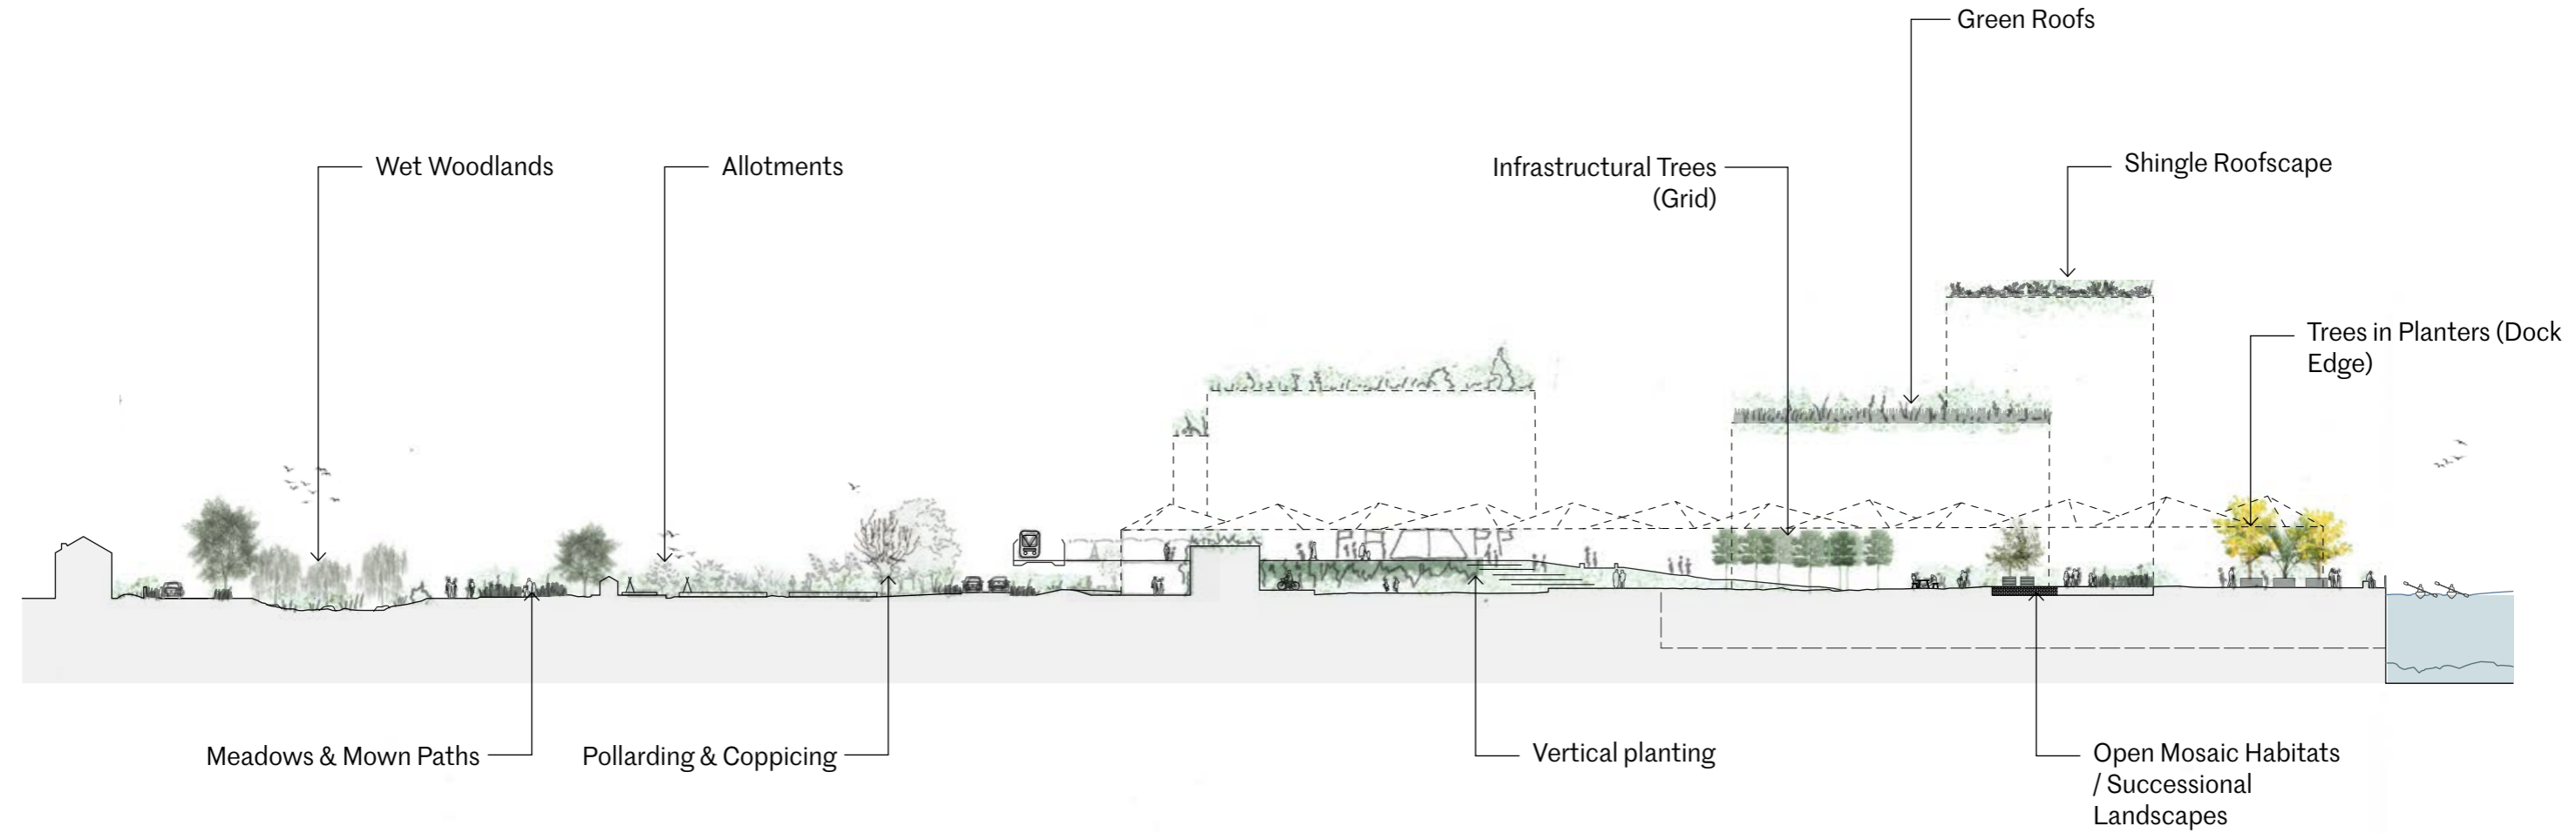 Green Roofs
Wet Woodlands
Allotments
Infrastructural Trees
(Grid)
Shingle Roofscape
Trees in Planters (Dock
Edge)
Meadows & Mown Paths
Pollarding & Coppicing
Vertical planting
Open Mosaic Habitats
/ Successional
Landscapes